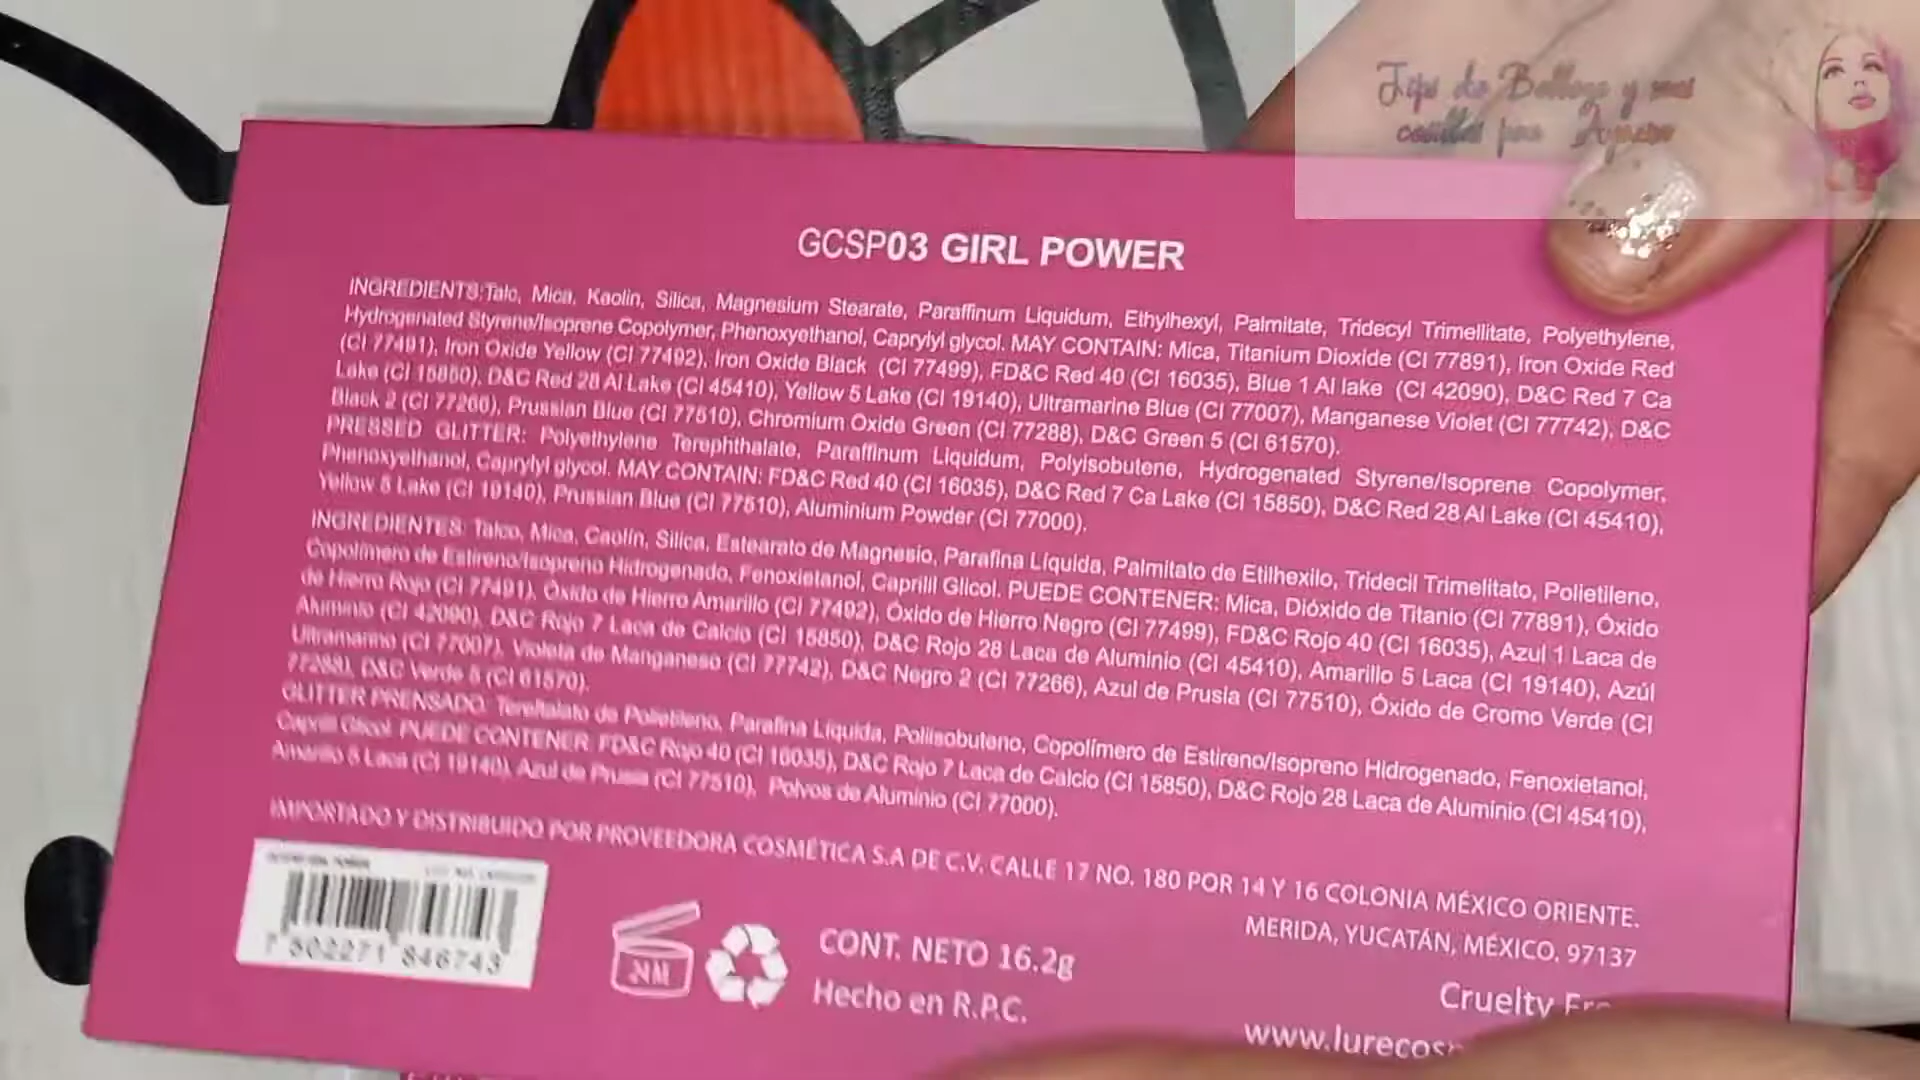 Tips de Belleza y mas
GCSP03 GIRL POWER
INGREDIENTS:Talc, Mica, Kaolin, Silica, Magnesium Stearate, Paraffinum Liquidum, Ethylhexyl, Palmitate, Tridecyl Trimellitate, Polyethylene,
Hydrogenated Styrene/Isoprene Copolymer, Phenoxyethanol, Caprylyl glycol. MAY CONTAIN: Mica, Titanium Dioxide (CI 77891), Iron Oxide Red
(CI 77491), Iron Oxide Yellow (CI 77492), Iron Oxide Black (CI 77499), FD&C Red 40 (CI 16035), Blue 1 Al lake (CI 42090), D&C Red 7 Ca
Lake (CI 15850), D&C Red 28 Al Lake (CI 45410), Yellow 5 Lake (CI 19140), Ultramarine Blue (CI 77007), Manganese Violet (CI 77742), D&C
Black 2 (CI 77266), Prussian Blue (CI 77510), Chromium Oxide Green (CI 77288), D&C Green 5 (CI 61570).
PRESSED GLITTER: Polyethylene Terephthalate, Paraffinum Liquidum, Polyisobutene, Hydrogenated Styrene/Isoprene Copolymer,
Phenoxyethanol, Caprylyl glycol. MAY CONTAIN: FD&C Red 40 (CI 16035), D&C Red 7 Ca Lake (CI 15850), D&C Red 28 Al Lake (CI 45410),
Yellow 5 Lake (CI 19140), Prussian Blue (CI 77510), Aluminium Powder (CI 77000).
INGREDIENTES: Talco, Mica, Caolín, Silica, Estearato de Magnesio, Parafina Líquida, Palmitato de Etilhexilo, Tridecil Trimelitato, Polietileno,
Copolímero de Estireno/Isopreno Hidrogenado, Fenoxietanol, Caprilil Glicol. PUEDE CONTENER: Mica, Dióxido de Titanio (CI 77891), Óxido
de Hierro Rojo (CI 77491), Óxido de Hierro Amarillo (CI 77492), Óxido de Hierro Negro (CI 77499), FD&C Rojo 40 (CI 16035), Azul 1 Laca de
Aluminio (CI 42090), D&C Rojo 7 Laca de Calcio (CI 15850), D&C Rojo 28 Laca de Aluminio (CI 45410), Amarillo 5 Laca (CI 19140), Azúl
Ultramarino (CI 77007), Violeta de Manganeso (CI 77742), D&C Negro 2 (CI 77266), Azul de Prusia (CI 77510), Óxido de Cromo Verde (CI
77288), D&C Verde 5 (CI 61570).
GLITTER PRENSADO: Tereftalato de Polietileno, Parafina Líquida, Poliisobuteno, Copolímero de Estireno/Isopreno Hidrogenado, Fenoxietanol,
Caprilil Glicol. PUEDE CONTENER: FD&C Rojo 40 (CI 16035), D&C Rojo 7 Laca de Calcio (CI 15850), D&C Rojo 28 Laca de Aluminio (CI 45410),
Amarillo 5 Laca (CI 19140), Azul de Prusia (CI 77510), Polvos de Aluminio (CI 77000).
IMPORTADO Y DISTRIBUIDO POR PROVEEDORA COSMÉTICA S.A DE C.V. CALLE 17 NO. 180 POR 14 Y 16 COLONIA MÉXICO ORIENTE.
MERIDA, YUCATÁN, MÉXICO. 97137
7 502271 846743
24M
CONT. NETO 16.2g
Hecho en R.P.C.
Cruelty Fre
www.lurecos